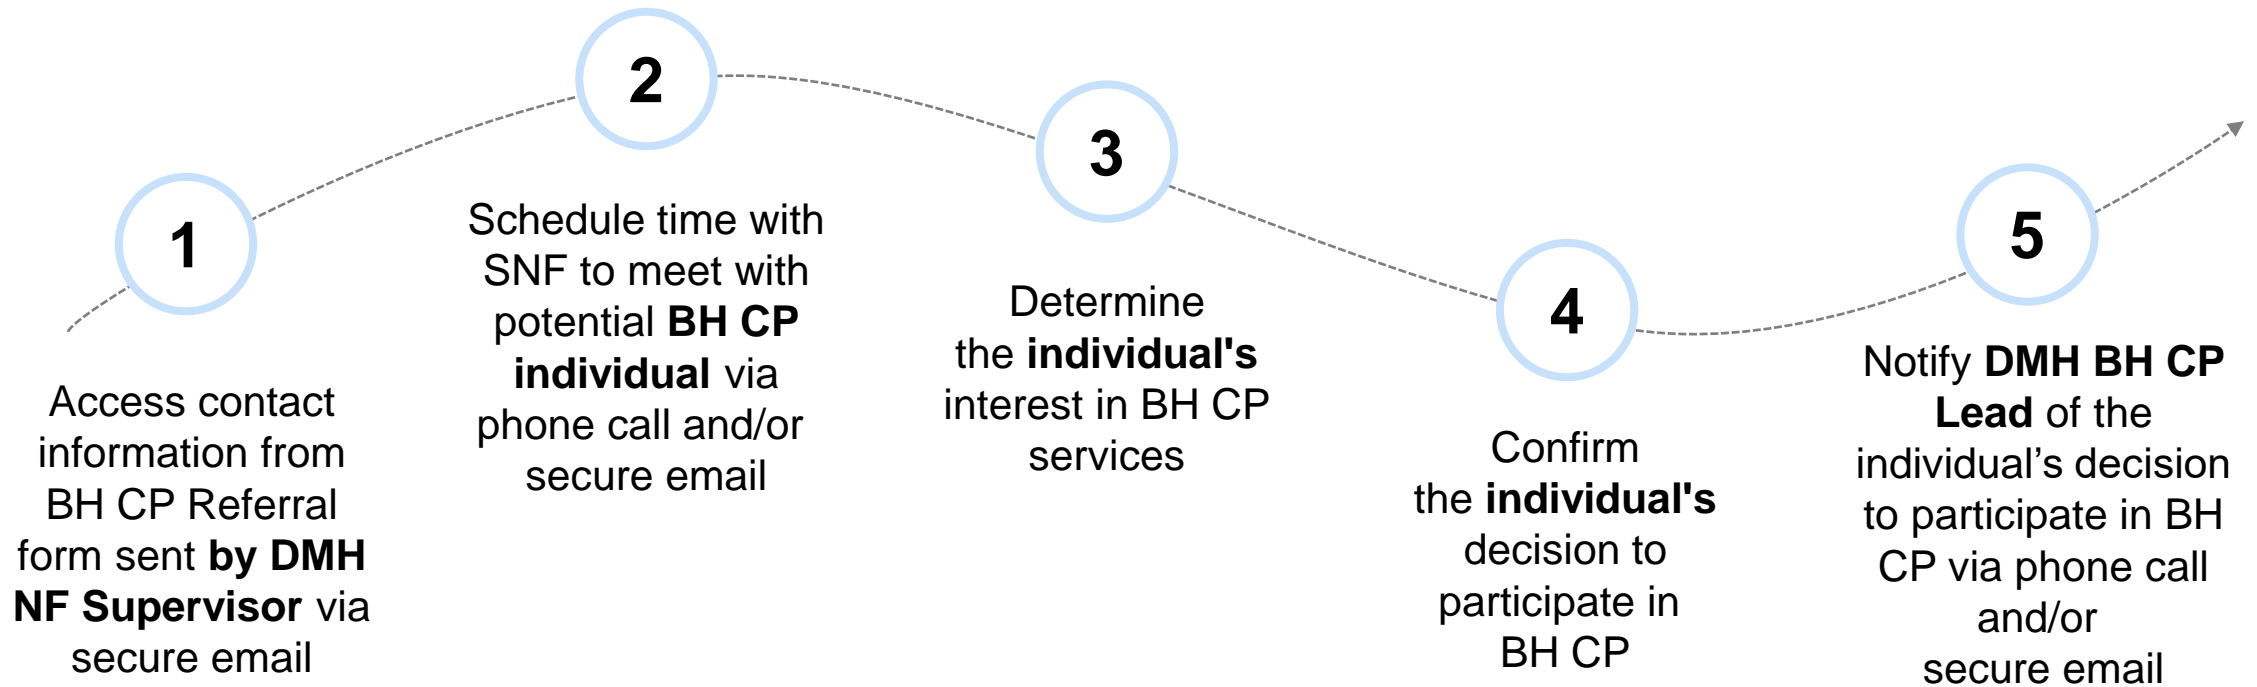 1
Access contact
information from
BH CP Referral
form sent by DMH
NF Supervisor via
secure email
2
Schedule time with
SNF to meet with
potential BH CP
individual via
phone call and/or
secure email
3
Determine
the individual's
interest in BH CP
services
4
Confirm
the individual's
decision to
participate in
BH CP
5
Notify DMH BH CP
Lead of the
individual’s decision
to participate in BH
CP via phone call
and/or
secure email